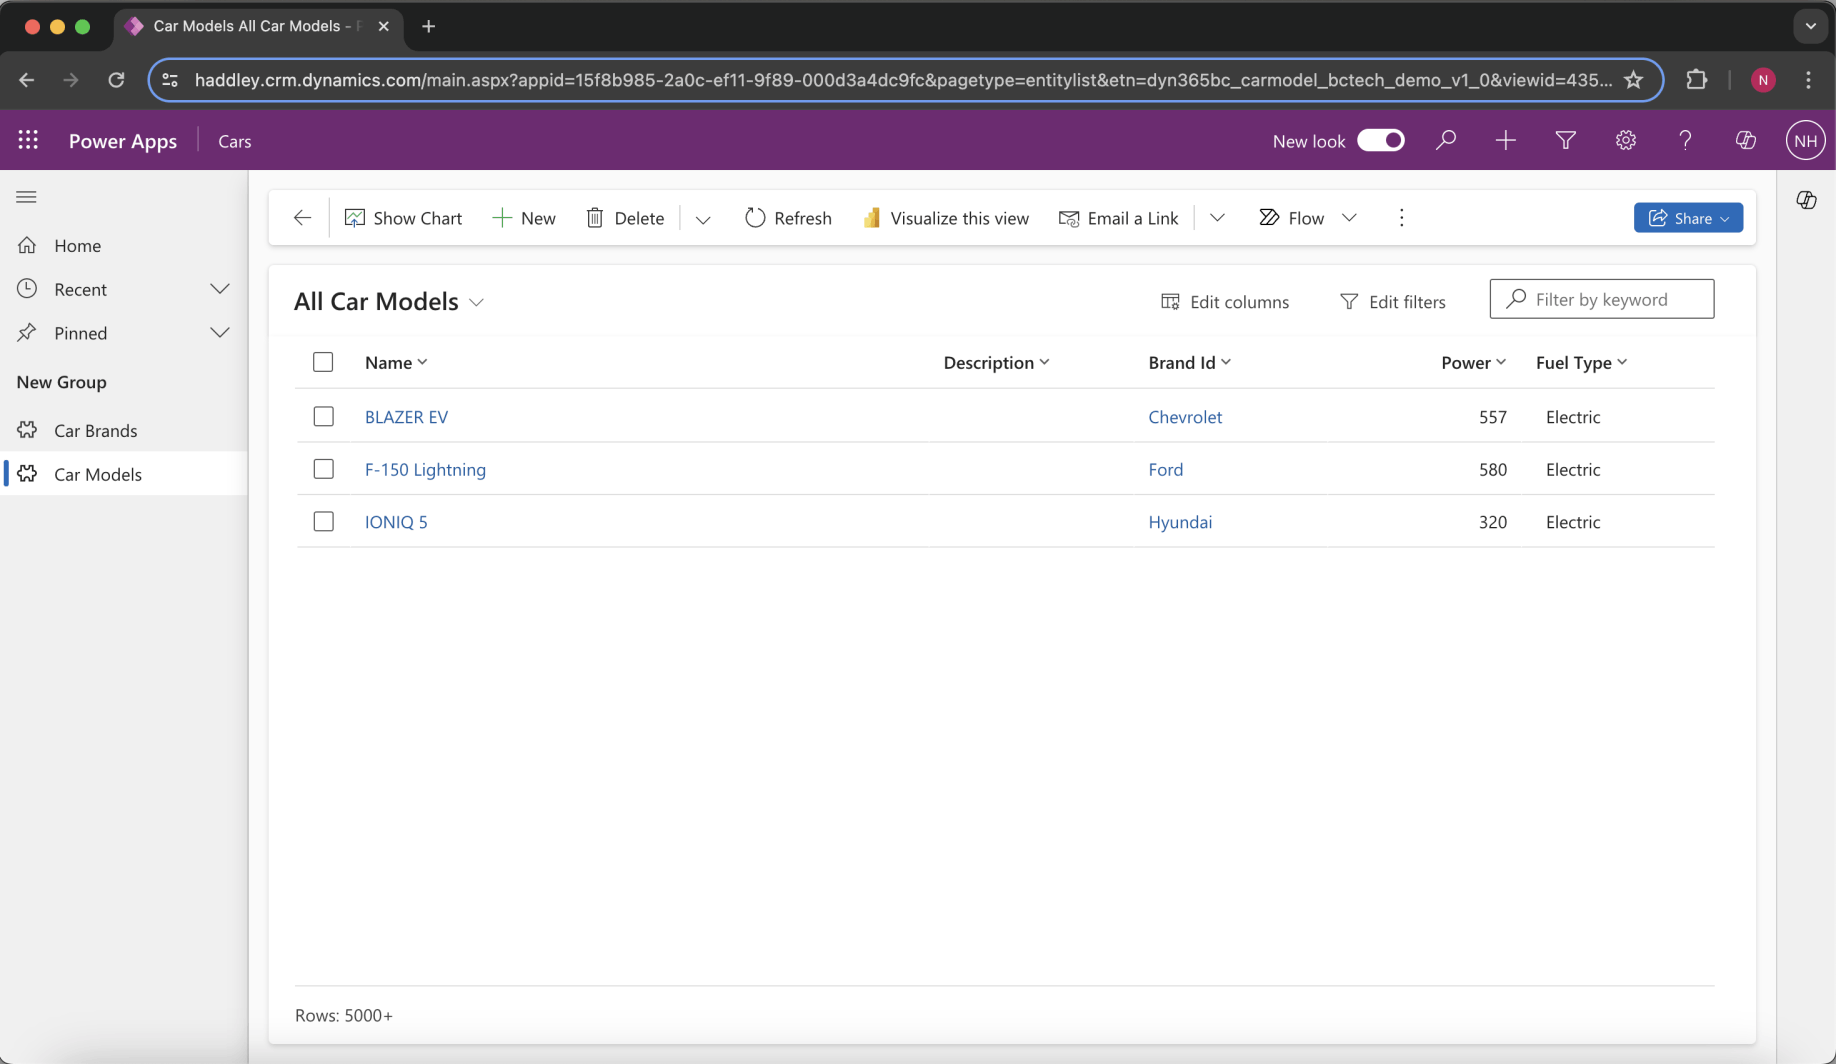 Car Models All Car Models -
haddley.crm.dynamics.com/main.aspx?appid=15f8b985-2a0c-ef11-9f89-000d3a4dc9fc&pagetype=entitylist&etn=dyn365bc_carmodel_bctech_demo_v1_0&viewid=435... N
Power Apps Cars New look NH
Show Chart New Delete Refresh Visualize this view Email a Link Flow Share
Home
Recent
Pinned
New Group
Car Brands
Car Models
All Car Models Edit columns Edit filters Filter by keyword
Name Description Brand Id Power Fuel Type
BLAZER EV Chevrolet 557 Electric
F-150 Lightning Ford 580 Electric
IONIQ 5 Hyundai 320 Electric
Rows: 5000+